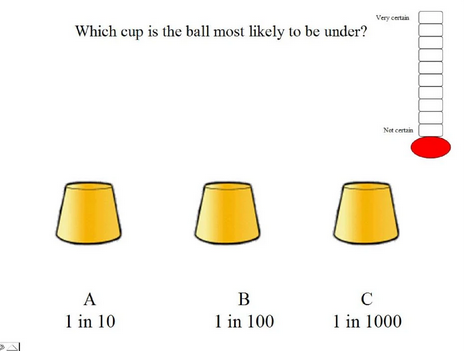 Very certain
Which cup is the ball most likely to be under?
Not certain
A
B
C
1 in 10
1 in 100
1 in 1000